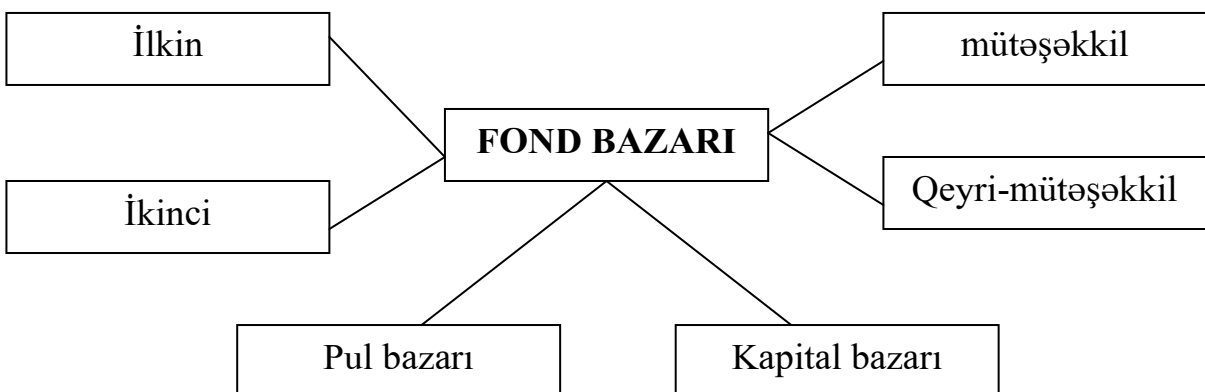 İlkin
mütəşəkkil
FOND BAZARI
İkinci
Qeyri-mütəşəkkil
Pul bazarı
Kapital bazarı